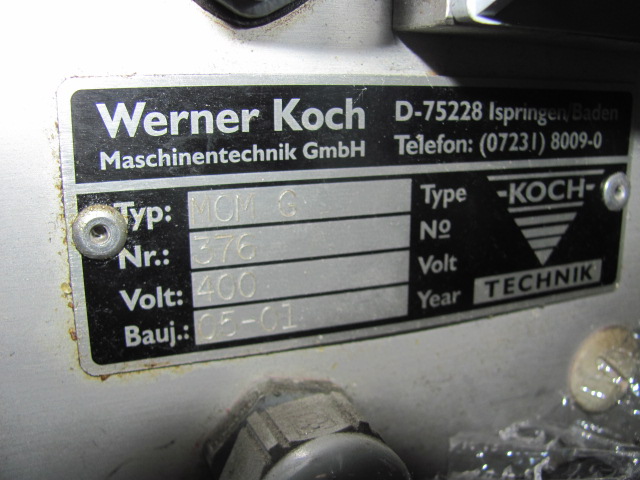 Werner Koch
Maschinentechnik GmbH
D-75228 Ispringen/Baden
Telefon: (07231) 8009-0
Typ: MCM G Type
Nr.: 376 No
Volt: 400 Volt
Bauj.: 05-01 Year
-KOCH-
TECHNIK